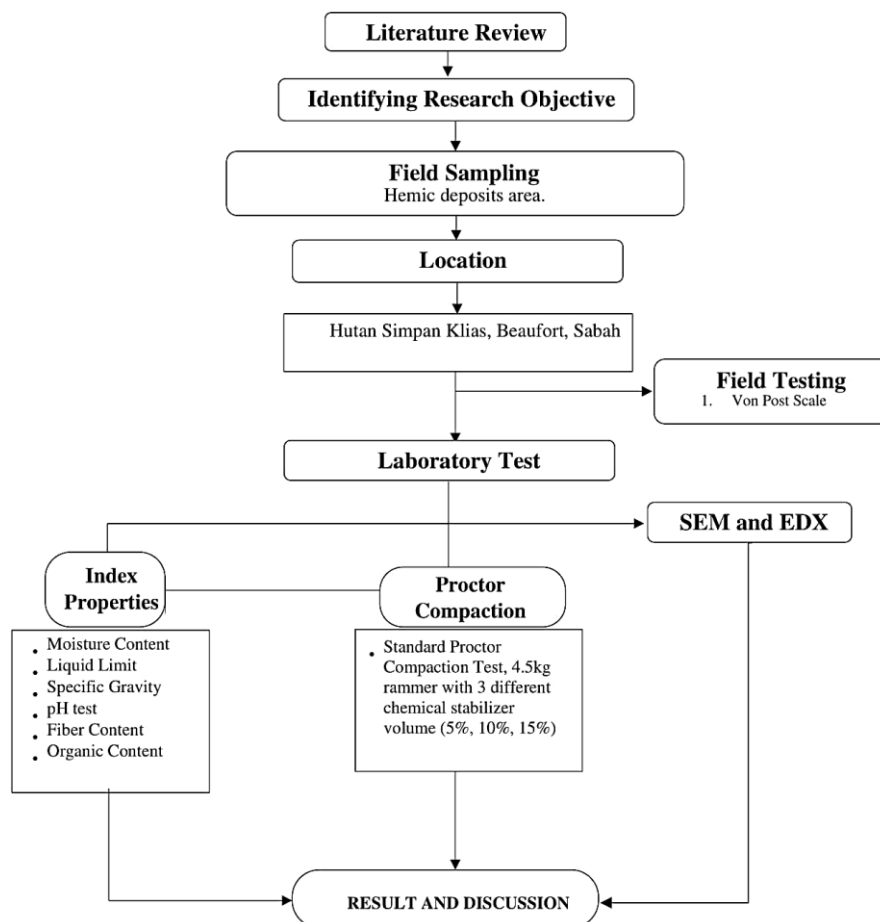 Literature Review
Identifying Research Objective
Field Sampling
Hemic deposits area.
Location
Hutan Simpan Klias, Beaufort, Sabah
Field Testing
1. Von Post Scale
Laboratory Test
SEM and EDX
Index
Properties
• Moisture Content
• Liquid Limit
• Specific Gravity
• pH test
• Fiber Content
• Organic Content
Proctor
Compaction
• Standard Proctor
Compaction Test, 4.5kg
rammer with 3 different
chemical stabilizer
volume (5%, 10%, 15%)
RESULT AND DISCUSSION